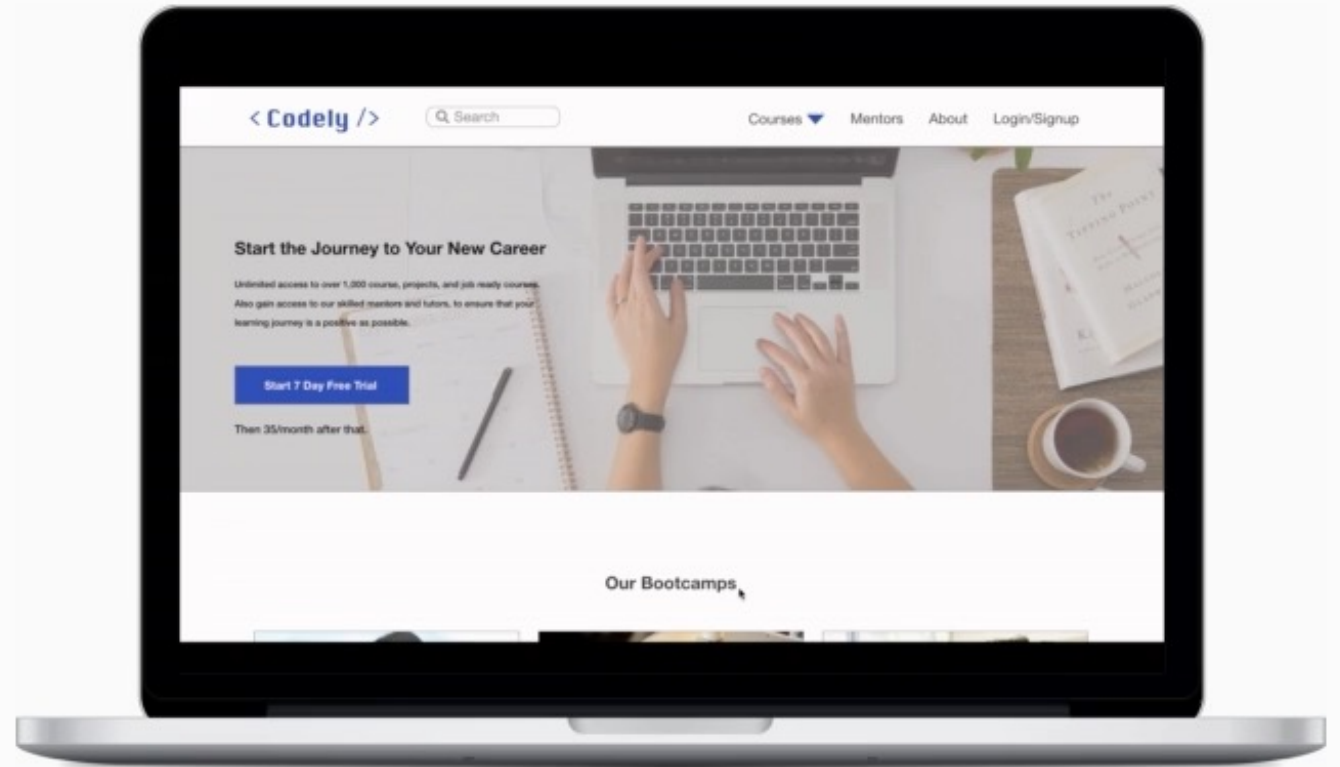 <Codely />
Search
Courses
Mentors
About
Login/Signup
Start the Journey to Your New Career
Unlimited access to over 1,000 course, projects, and job ready courses.
Also gain access to our skilled mentors and tutors, to ensure that your
learning journey is a positive as possible.
Start 7 Day Free Trial
Then 35/month after that.
The
Tipping Point
Our Bootcamps